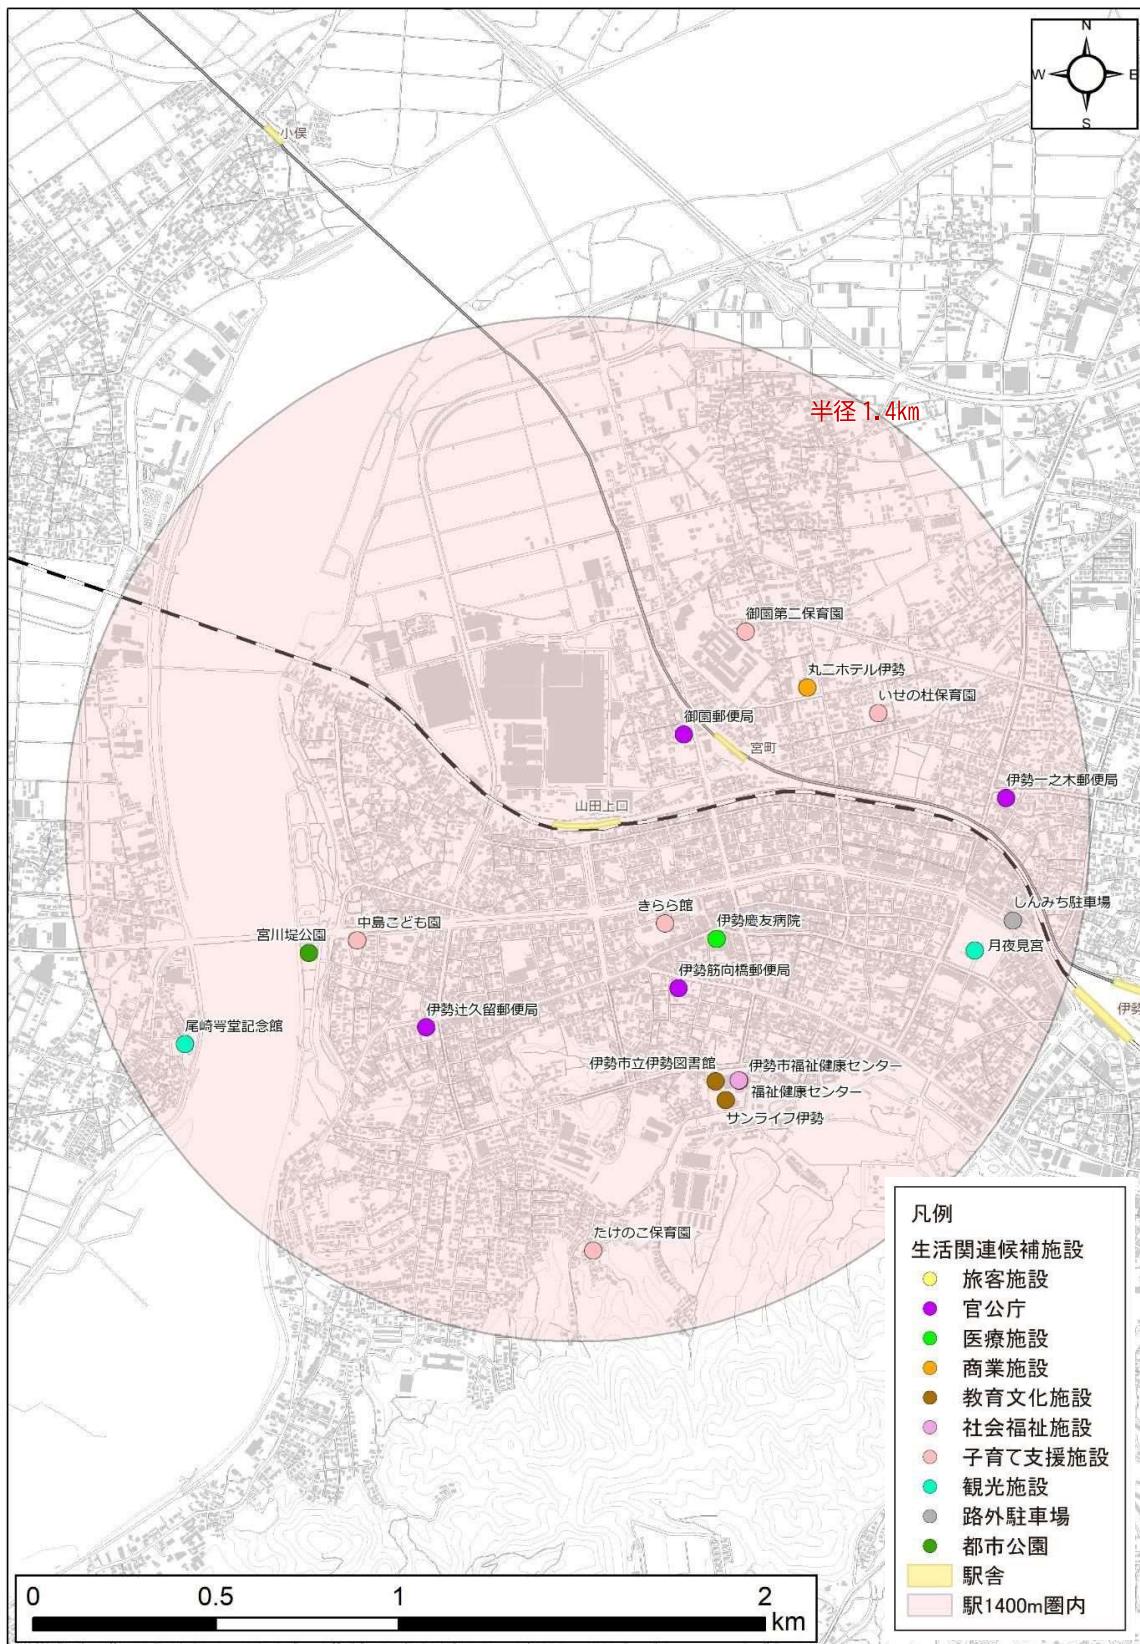 N
W
E
S
小俣
半径 1.4km
御薗第二保育園
丸二ホテル伊勢
いせの杜保育園
御薗郵便局
宮町
伊勢一之木郵便局
山田上口
きらら館
しんみち駐車場
中島こども園
伊勢慶友病院
宮川堤公園
月夜見宮
伊勢筋向橋郵便局
伊勢
伊勢辻久留郵便局
尾崎咢堂記念館
伊勢市立伊勢図書館
伊勢市福祉健康センター
福祉健康センター
サンライフ伊勢
たけのこ保育園
凡例
生活関連候補施設
旅客施設
官公庁
医療施設
商業施設
教育文化施設
社会福祉施設
子育て支援施設
観光施設
路外駐車場
都市公園
駅舎
駅1400m圏内
0 0.5 1 2
km